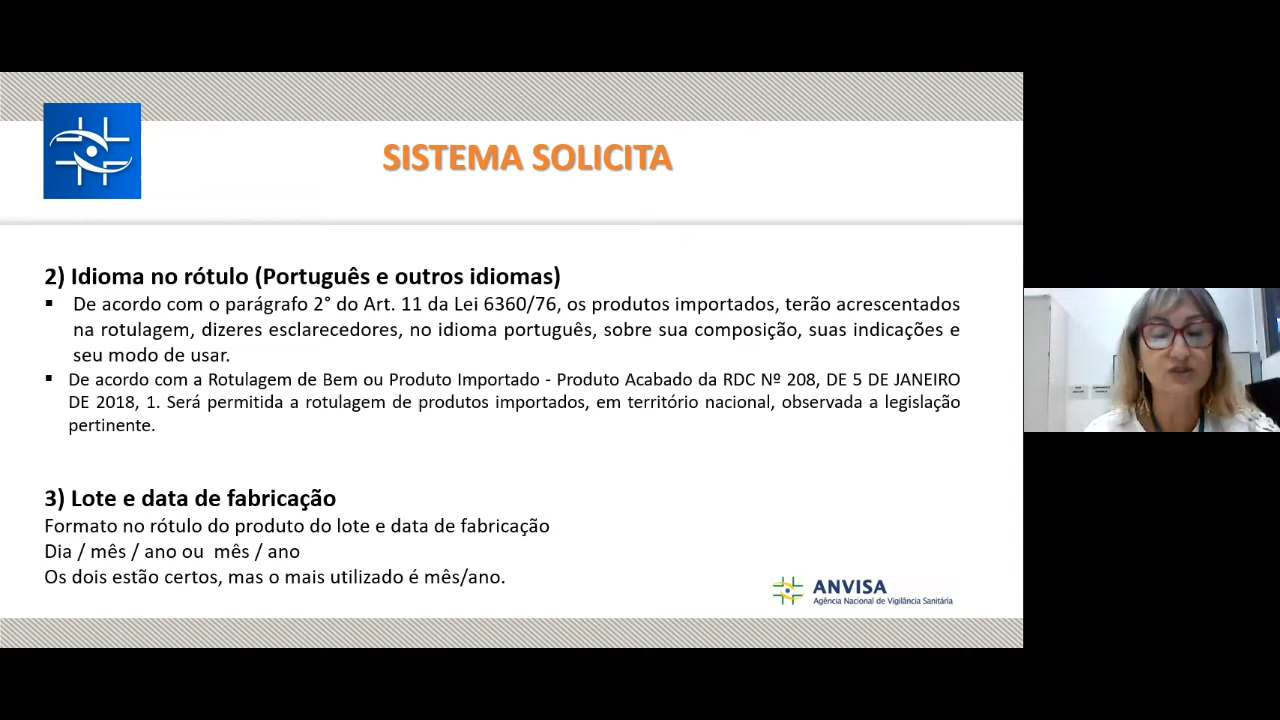 SISTEMA SOLICITA
2) Idioma no rótulo (Português e outros idiomas)
▪ De acordo com o parágrafo 2° do Art. 11 da Lei 6360/76, os produtos importados, terão acrescentados
na rotulagem, dizeres esclarecedores, no idioma português, sobre sua composição, suas indicações e
seu modo de usar.
▪ De acordo com a Rotulagem de Bem ou Produto Importado - Produto Acabado da RDC Nº 208, DE 5 DE JANEIRO
DE 2018, 1. Será permitida a rotulagem de produtos importados, em território nacional, observada a legislação
pertinente.
3) Lote e data de fabricação
Formato no rótulo do produto do lote e data de fabricação
Dia / mês / ano ou  mês / ano
Os dois estão certos, mas o mais utilizado é mês/ano.
ANVISA
Agência Nacional de Vigilância Sanitária